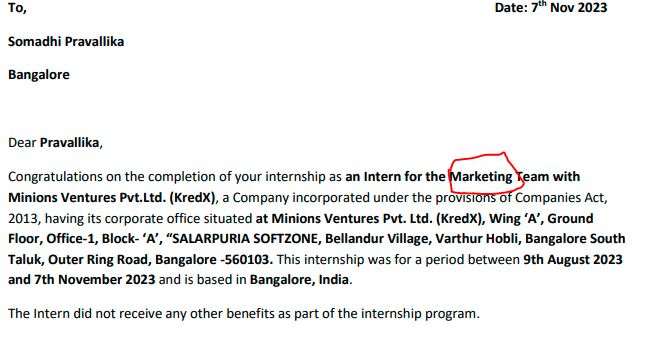 To, Date: 7th Nov 2023
Somadhi Pravallika
Bangalore
Dear Pravallika,
Congratulations on the completion of your internship as an Intern for the Marketing Team with
Minions Ventures Pvt.Ltd. (KredX), a Company incorporated under the provisions of Companies Act,
2013, having its corporate office situated at Minions Ventures Pvt. Ltd. (KredX), Wing ‘A’, Ground
Floor, Office-1, Block- ‘A’, “SALARPURIA SOFTZONE, Bellandur Village, Varthur Hobli, Bangalore South
Taluk, Outer Ring Road, Bangalore -560103. This internship was for a period between 9th August 2023
and 7th November 2023 and is based in Bangalore, India.
The Intern did not receive any other benefits as part of the internship program.